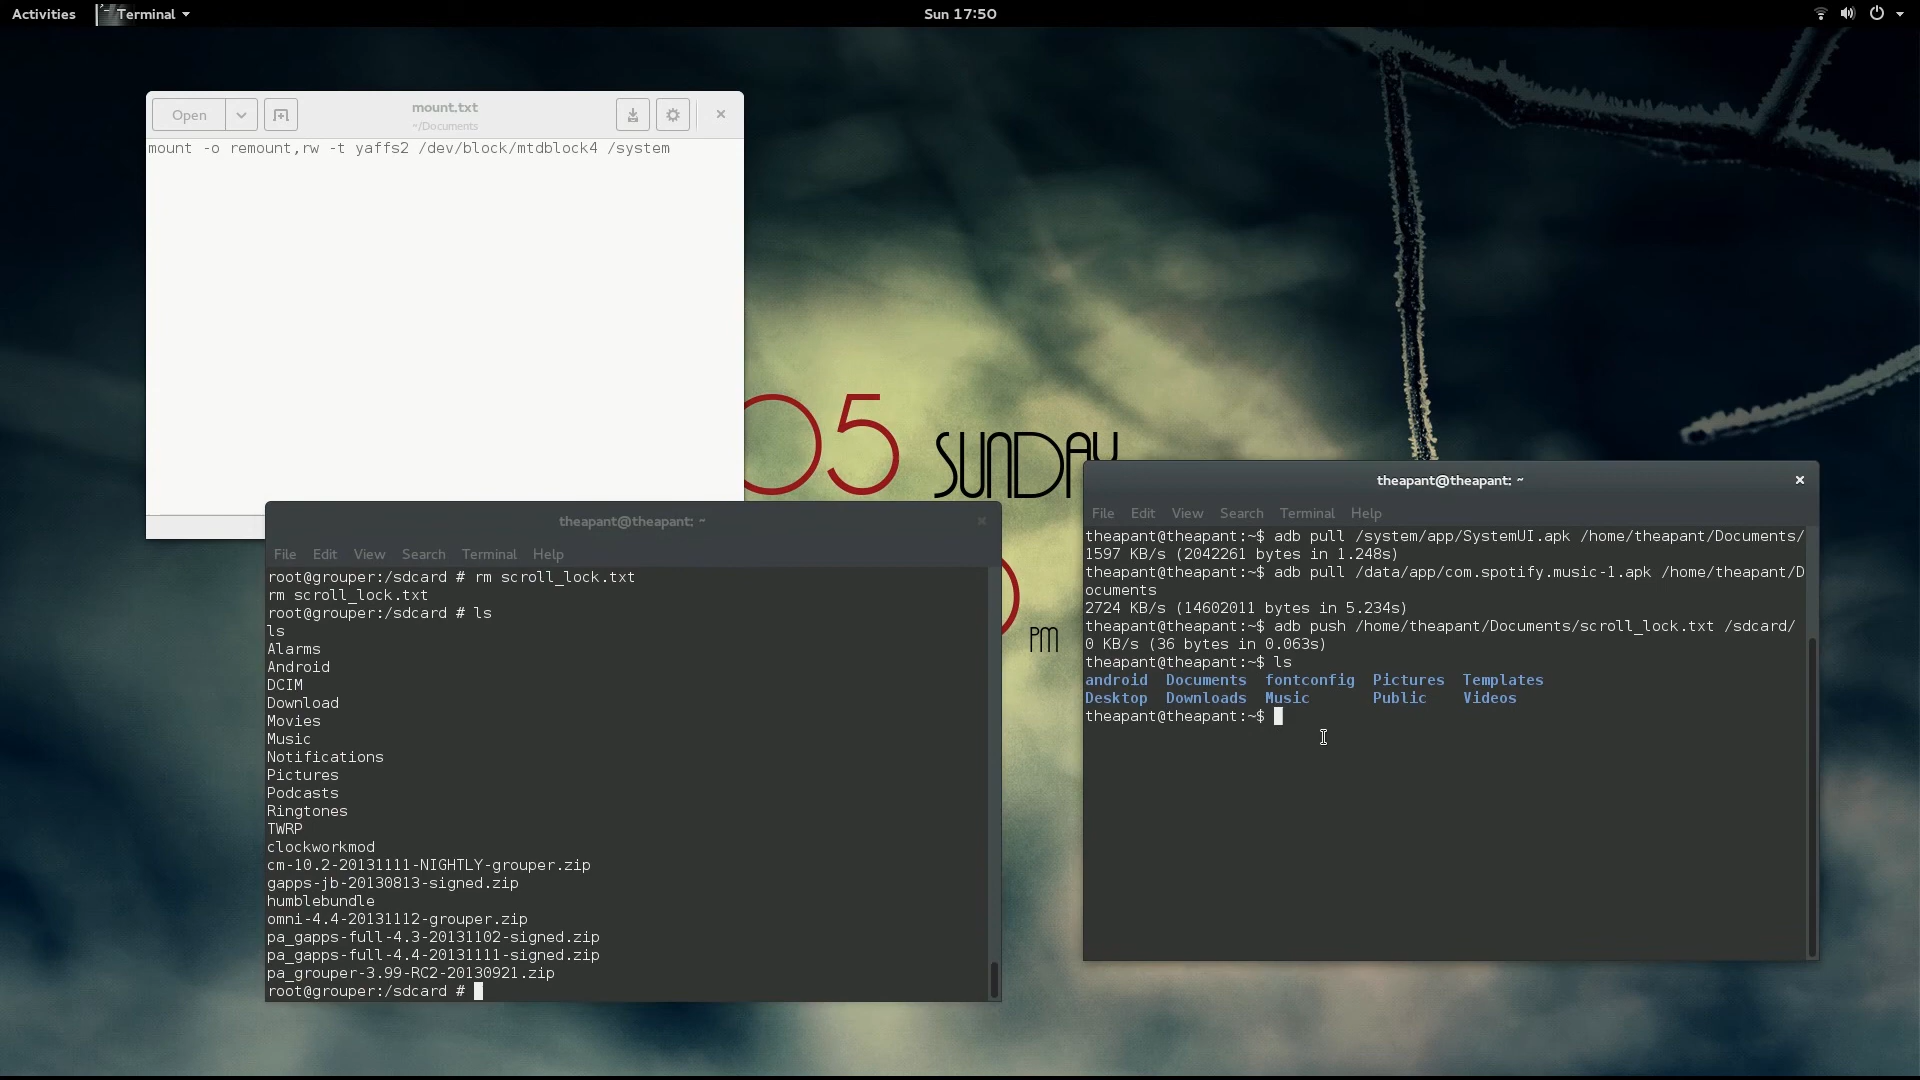 Activities
Terminal
Sun 17:50
Open
mount.txt
~/Documents
mount -o remount,rw -t yaffs2 /dev/block/mtdblock4 /system
05 SUNDAY
PM
theapant@theapant: ~
File Edit View Search Terminal Help
root@grouper:/sdcard # rm scroll_lock.txt
rm scroll_lock.txt
root@grouper:/sdcard # ls
ls
Alarms
Android
DCIM
Download
Movies
Music
Notifications
Pictures
Podcasts
Ringtones
TWRP
clockworkmod
cm-10.2-20131111-NIGHTLY-grouper.zip
gapps-jb-20130813-signed.zip
humblebundle
omni-4.4-20131112-grouper.zip
pa_gapps-full-4.3-20131102-signed.zip
pa_gapps-full-4.4-20131111-signed.zip
pa_grouper-3.99-RC2-20130921.zip
root@grouper:/sdcard #
theapant@theapant: ~
File Edit View Search Terminal Help
theapant@theapant:~$ adb pull /system/app/SystemUI.apk /home/theapant/Documents/
1597 KB/s (2042261 bytes in 1.248s)
theapant@theapant:~$ adb pull /data/app/com.spotify.music-1.apk /home/theapant/D
ocuments
2724 KB/s (14602011 bytes in 5.234s)
theapant@theapant:~$ adb push /home/theapant/Documents/scroll_lock.txt /sdcard/
0 KB/s (36 bytes in 0.063s)
theapant@theapant:~$ ls
android Documents fontconfig Pictures Templates
Desktop Downloads Music Public Videos
theapant@theapant:~$